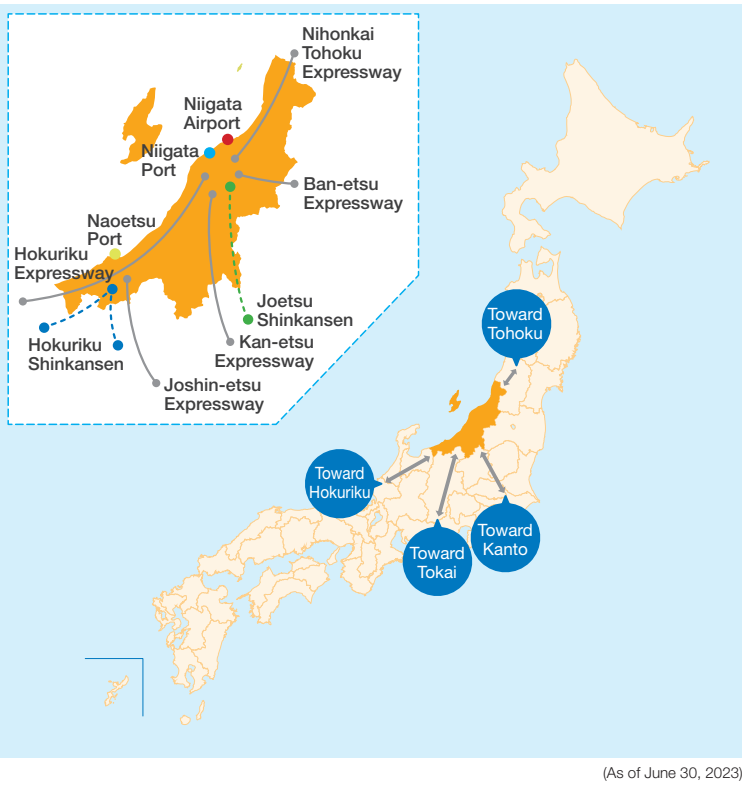 Nihonkai
Tohoku
Expressway
Niigata
Airport
Niigata
Port
Ban-etsu
Expressway
Naoetsu
Port
Hokuriku
Expressway
Joetsu
Shinkansen
Hokuriku
Shinkansen
Kan-etsu
Expressway
Joshin-etsu
Expressway
Toward
Tohoku
Toward
Hokuriku
Toward
Kanto
Toward
Tokai
(As of June 30, 2023)